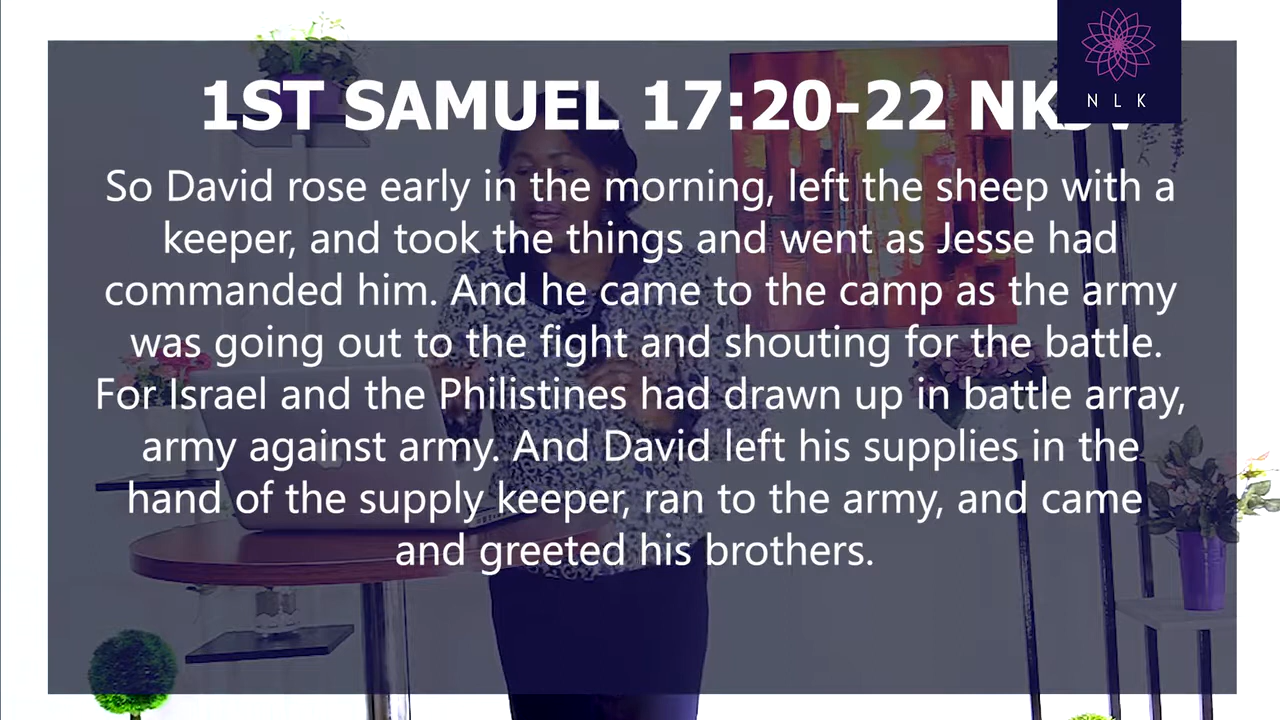 1ST SAMUEL 17:20-22
NLK
So David rose early in the morning, left the sheep with a
keeper, and took the things and went as Jesse had
commanded him. And he came to the camp as the army
was going out to the fight and shouting for the battle.
For Israel and the Philistines had drawn up in battle array,
army against army. And David left his supplies in the
hand of the supply keeper, ran to the army, and came
and greeted his brothers.